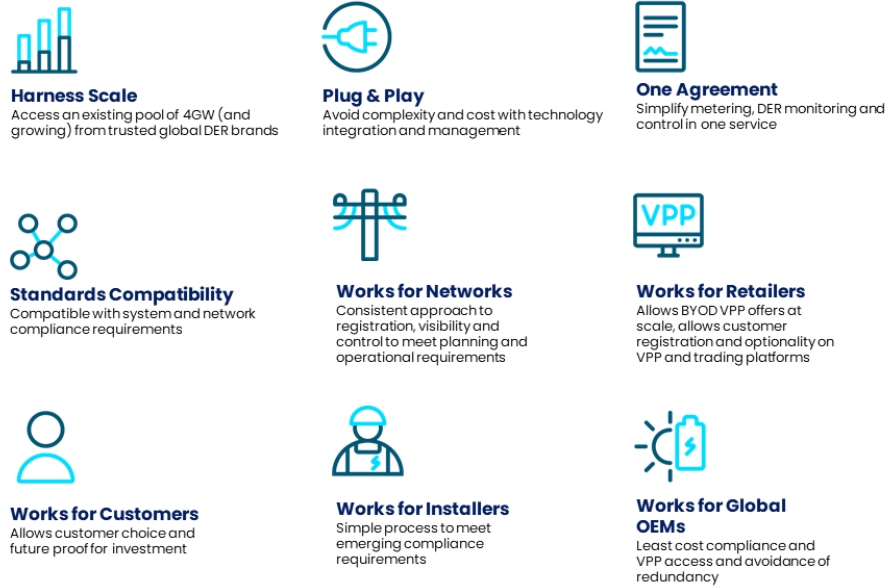 Harness Scale
Access an existing pool of 4GW (and
growing) from trusted global DER brands
Plug & Play
Avoid complexity and cost with technology
integration and management
One Agreement
Simplify metering, DER monitoring and
control in one service
Standards Compatibility
Compatible with system and network
compliance requirements
Works for Networks
Consistent approach to
registration, visibility and
control to meet planning and
operational requirements
VPP
Works for Retailers
Allows BYOD VPP offers at
scale, allows customer
registration and optionality on
VPP and trading platforms
Works for Customers
Allows customer choice and
future proof for investment
Works for Installers
Simple process to meet
emerging compliance
requirements
Works for Global
OEMs
Least cost compliance and
VPP access and avoidance of
redundancy